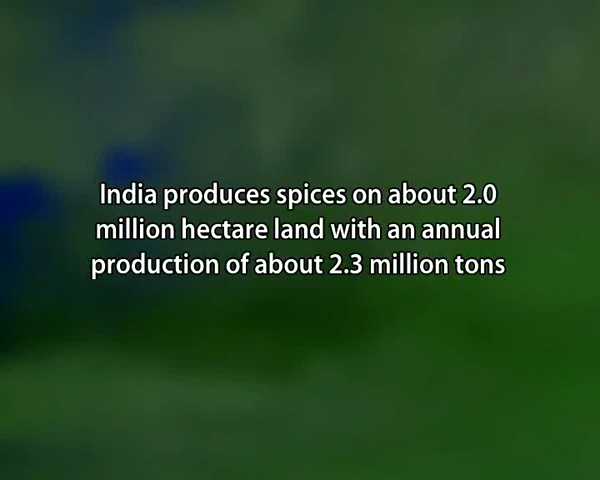 India produces spices on about 2.0
million hectare land with an annual
production of about 2.3 million tons